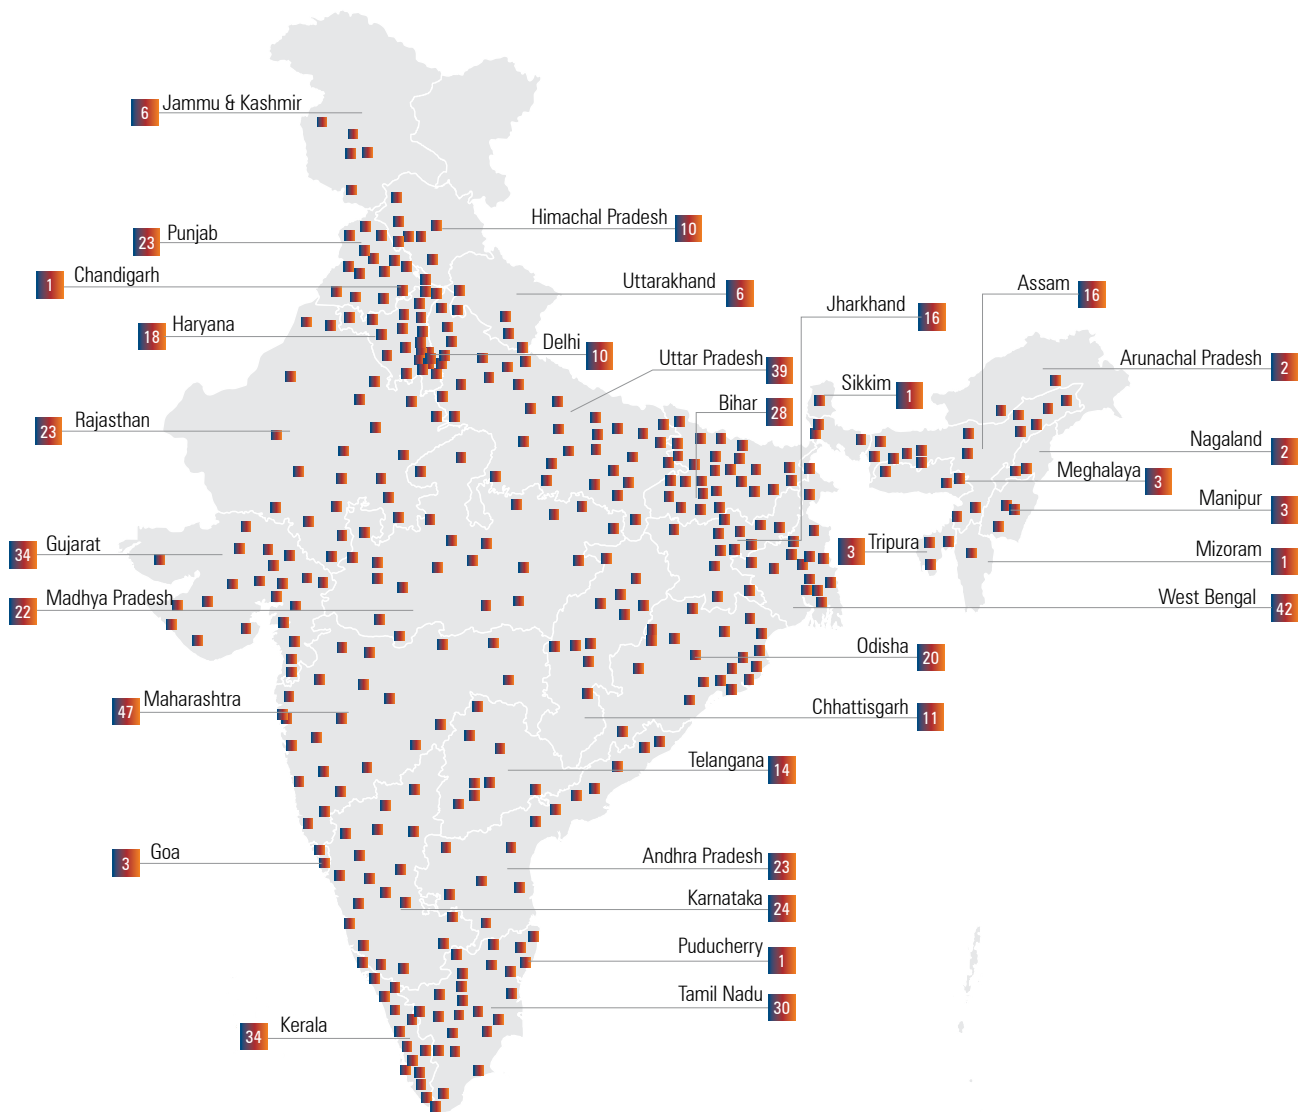 Jammu & Kashmir
6
Himachal Pradesh
10
Punjab
23
Chandigarh
1
Uttarakhand
6
Assam
16
Jharkhand
16
Haryana
18
Delhi
10
Uttar Pradesh
39
Arunachal Pradesh
2
Sikkim
1
Bihar
28
Rajasthan
23
Nagaland
2
Meghalaya
3
Manipur
3
Gujarat
34
Tripura
3
Mizoram
1
Madhya Pradesh
22
West Bengal
42
Odisha
20
Maharashtra
47
Chhattisgarh
11
Telangana
14
Goa
3
Andhra Pradesh
23
Karnataka
24
Puducherry
1
Tamil Nadu
30
Kerala
34